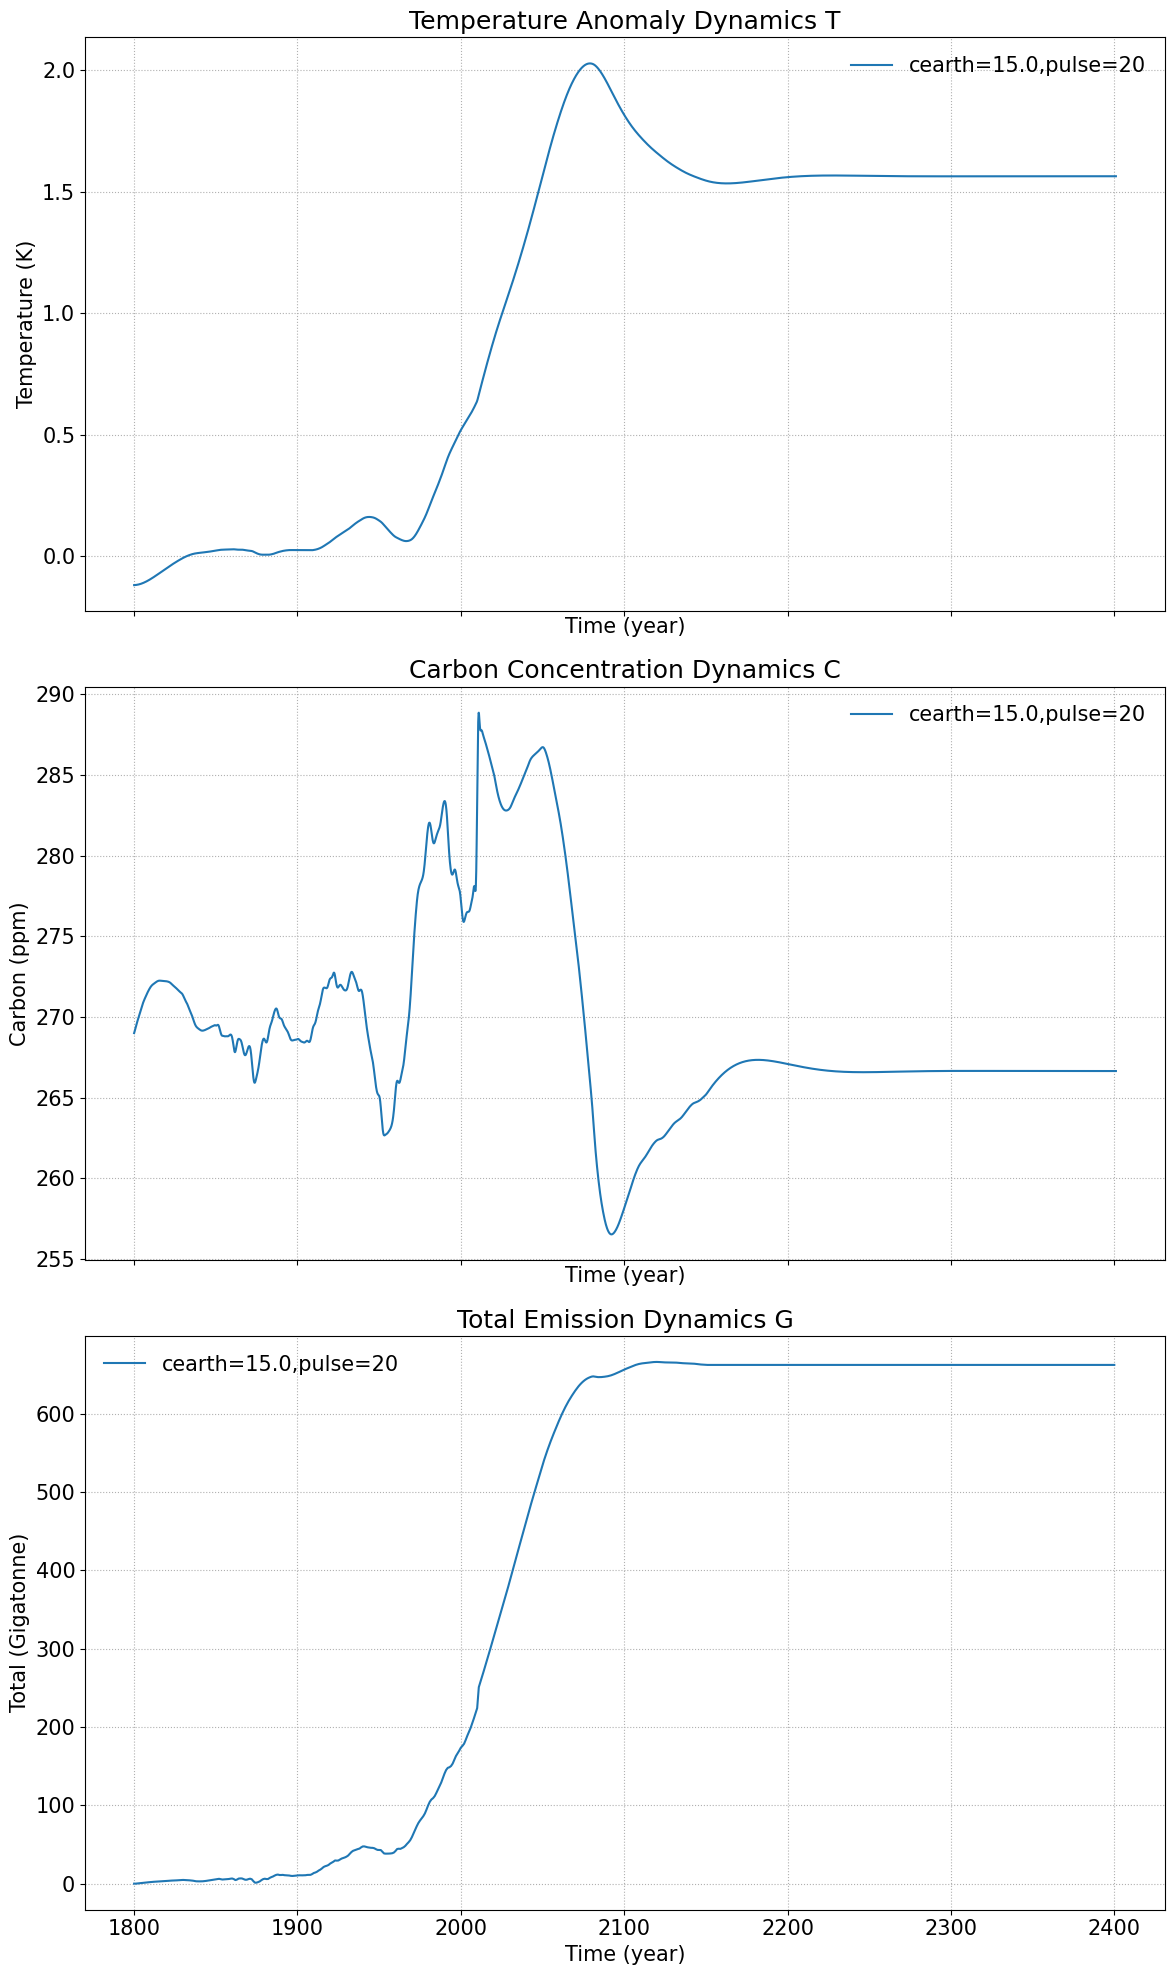 Temperature Anomaly Dynamics T
cearth=15.0,pulse=20
2.0
1.5
1.0
0.5
0.0
Temperature (K)
Time (year)
Carbon Concentration Dynamics C
cearth=15.0,pulse=20
290
285
280
275
270
265
260
255
Carbon (ppm)
Time (year)
Total Emission Dynamics G
cearth=15.0,pulse=20
600
500
400
300
200
100
0
Total (Gigatonne)
1800 1900 2000 2100 2200 2300 2400
Time (year)